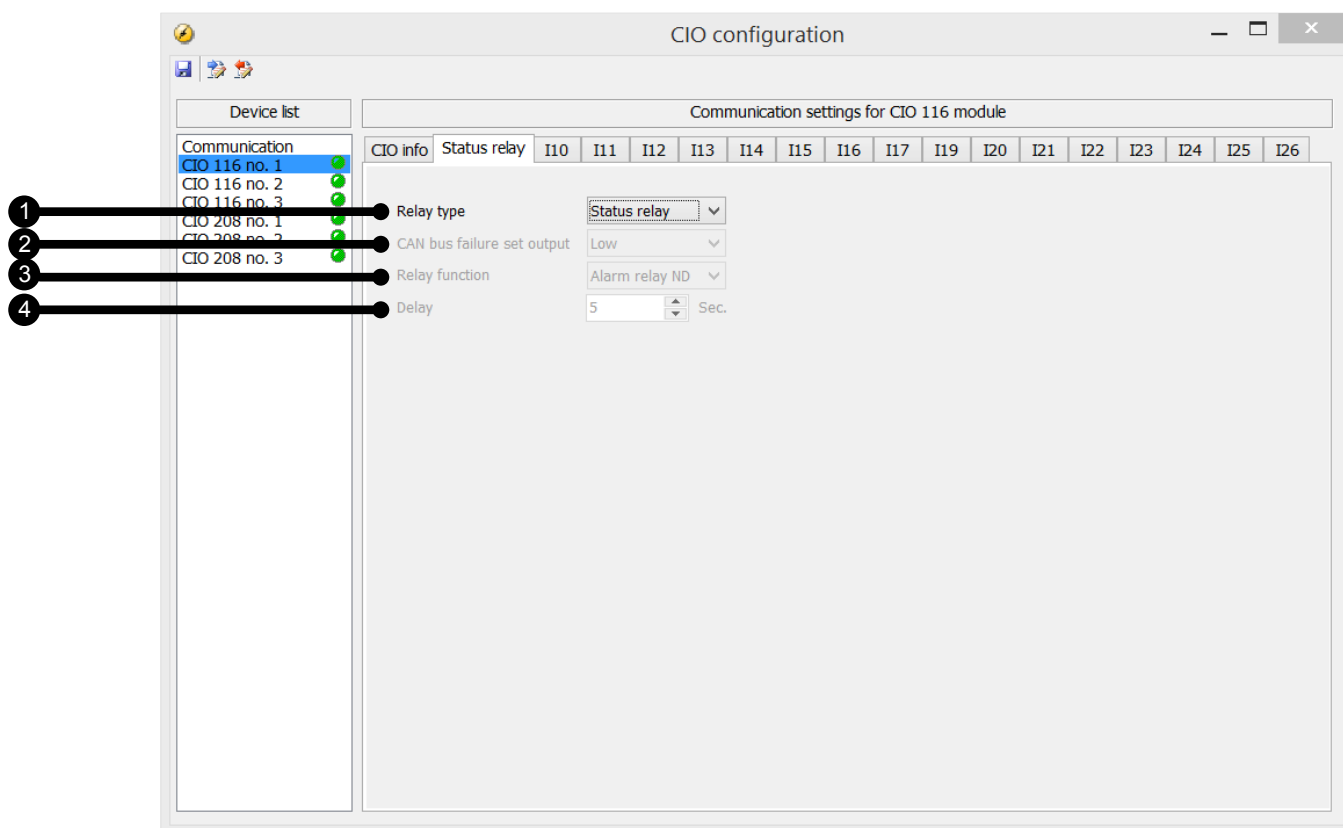 CIO configuration
Device list
Communication settings for CIO 116 module
Communication
CIO 116 no. 1
CIO 116 no. 2
CIO 116 no. 3
CIO 208 no. 1
CIO 208 no. 2
CIO 208 no. 3
CIO info Status relay I10 I11 I12 I13 I14 I15 I16 I17 I19 I20 I21 I22 I23 I24 I25 I26
1 Relay type Status relay
2 CAN bus failure set output Low
3 Relay function Alarm relay ND
4 Delay 5 Sec.